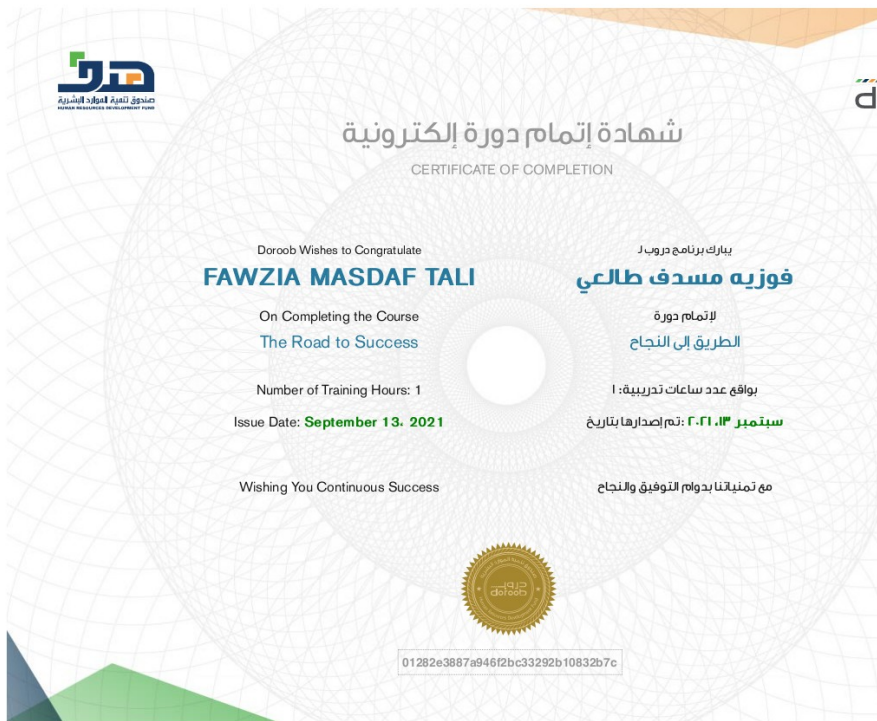 هدف
صندوق تنمية الموارد البشرية
HUMAN RESOURCES DEVELOPMENT FUND
d
شهادة إتمام دورة إلكترونية
CERTIFICATE OF COMPLETION
Doroob Wishes to Congratulate
يبارك برنامج دروب لـ
FAWZIA MASDAF TALI
فوزيه مسدف طالعي
On Completing the Course
لإتمام دورة
The Road to Success
الطريق إلى النجاح
Number of Training Hours: 1
بواقع عدد ساعات تدريبية: ١
Issue Date: September 13, 2021
تم إصدارها بتاريخ: سبتمبر ١٣، ٢٠٢١
Wishing You Continuous Success
مع تمنياتنا بدوام التوفيق والنجاح
دروب
doroob
01282e3887a946f2bc33292b10832b7c